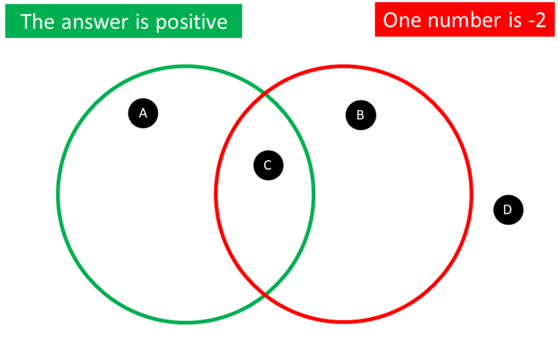 The answer is positive
One number is -2
A
B
C
D